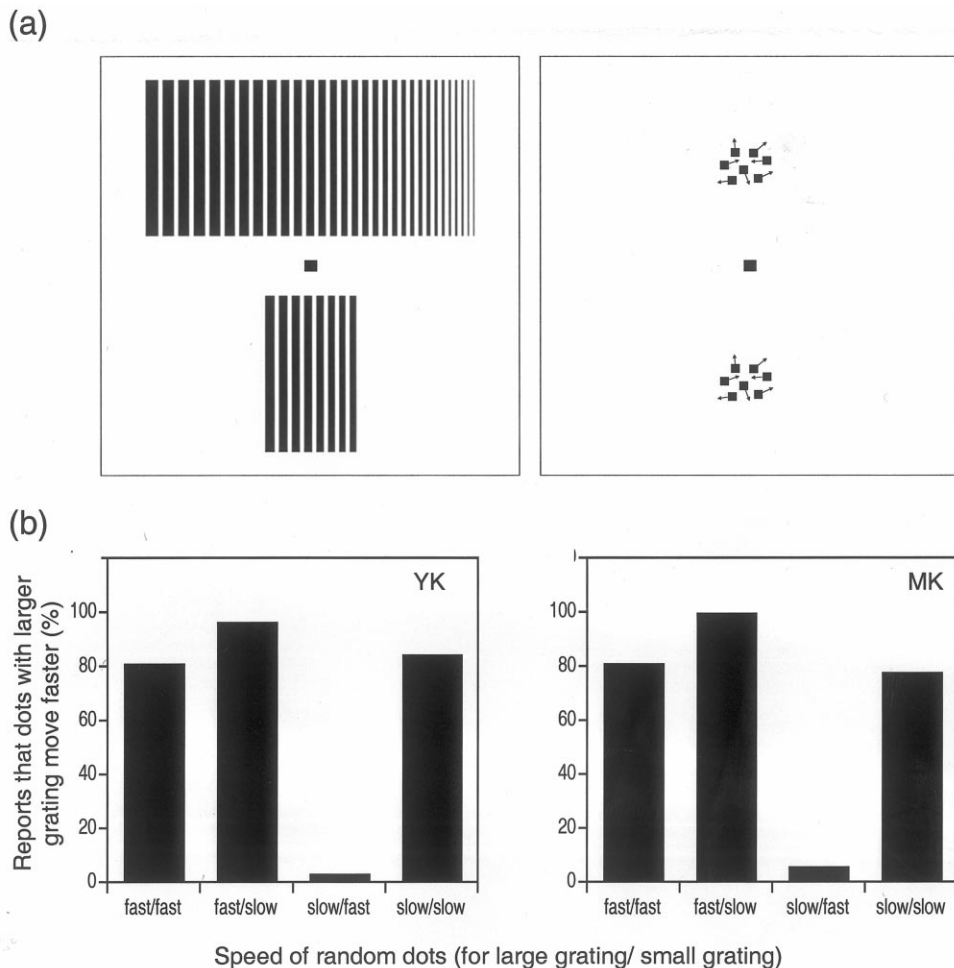 (a)
(b)
Reports that dots with larger
grating move faster (%)
YK
100
80
60
40
20
0
fast/fast fast/slow slow/fast slow/slow
MK
100
80
60
40
20
0
fast/fast fast/slow slow/fast slow/slow
Speed of random dots (for large grating/ small grating)